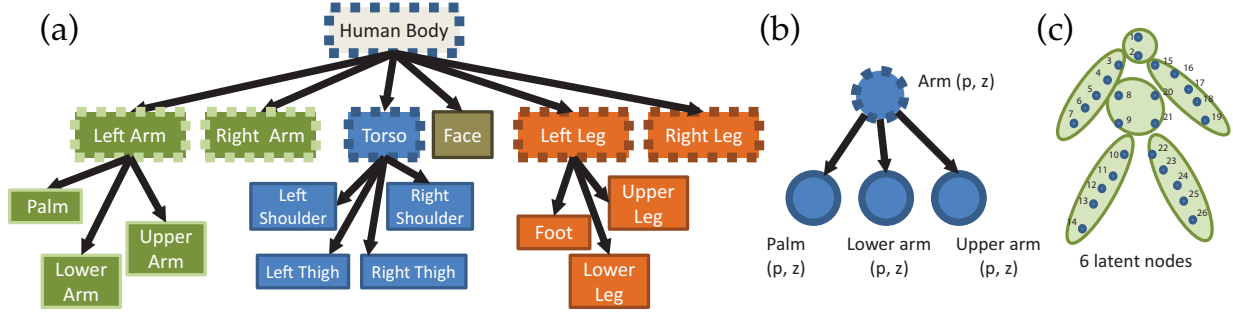 (a)
Human Body
Left Arm
Right Arm
Torso
Face
Left Leg
Right Leg
Palm
Lower
Arm
Upper
Arm
Left
Shoulder
Right
Shoulder
Left Thigh
Right Thigh
Foot
Upper
Leg
Lower
Leg
(b)
Arm (p, z)
Palm
(p, z)
Lower arm
(p, z)
Upper arm
(p, z)
(c)
1
2
3
4
5
6
7
8
9
10
11
12
13
14
15
16
17
18
19
20
21
22
23
24
25
26
6 latent nodes